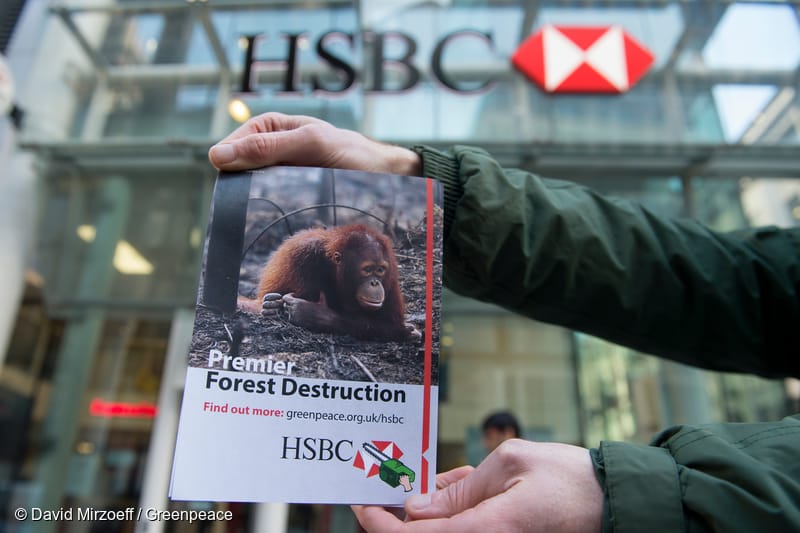 HSBC
Premier
Forest Destruction
Find out more: greenpeace.org.uk/hsbc
HSBC
© David Mirzoeff / Greenpeace